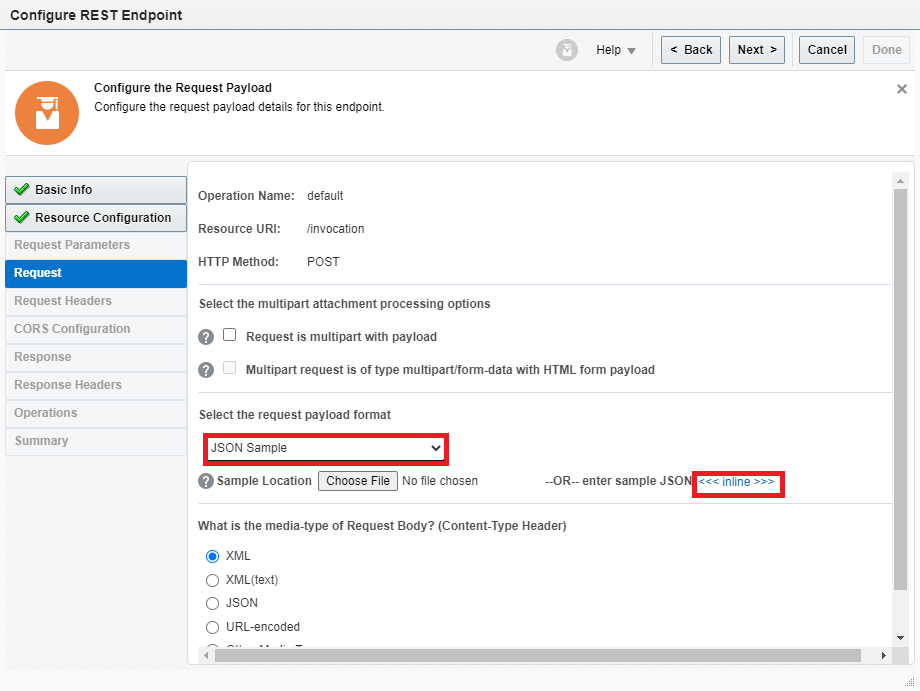 Configure REST Endpoint
Help
< Back
Next >
Cancel
Done
Configure the Request Payload
Configure the request payload details for this endpoint.
Basic Info
Resource Configuration
Request Parameters
Request
Request Headers
CORS Configuration
Response
Response Headers
Operations
Summary
Operation Name: default
Resource URI: /invocation
HTTP Method: POST
Select the multipart attachment processing options
? Request is multipart with payload
? Multipart request is of type multipart/form-data with HTML form payload
Select the request payload format
JSON Sample
? Sample Location Choose File No file chosen --OR-- enter sample JSON <<< inline >>>
What is the media-type of Request Body? (Content-Type Header)
XML
XML(text)
JSON
URL-encoded